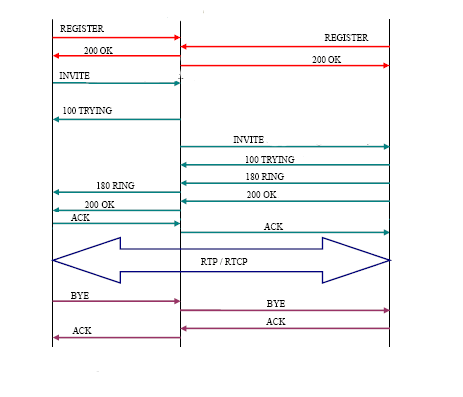 REGISTER
REGISTER
200 OK
200 OK
INVITE
100 TRYING
INVITE
100 TRYING
180 RING
180 RING
200 OK
200 OK
ACK
ACK
RTP / RTCP
BYE
BYE
ACK
ACK